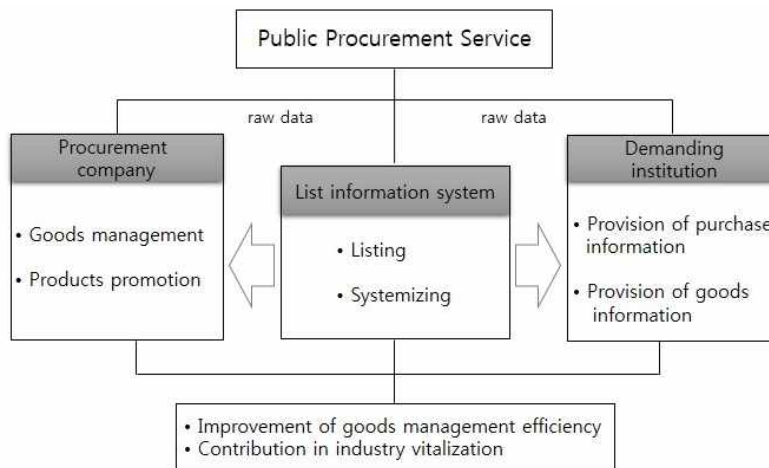 Public Procurement Service
raw data
raw data
Procurement
company
• Goods management
• Products promotion
List information system
• Listing
• Systemizing
Demanding
institution
• Provision of purchase
information
• Provision of goods
information
• Improvement of goods management efficiency
• Contribution in industry vitalization